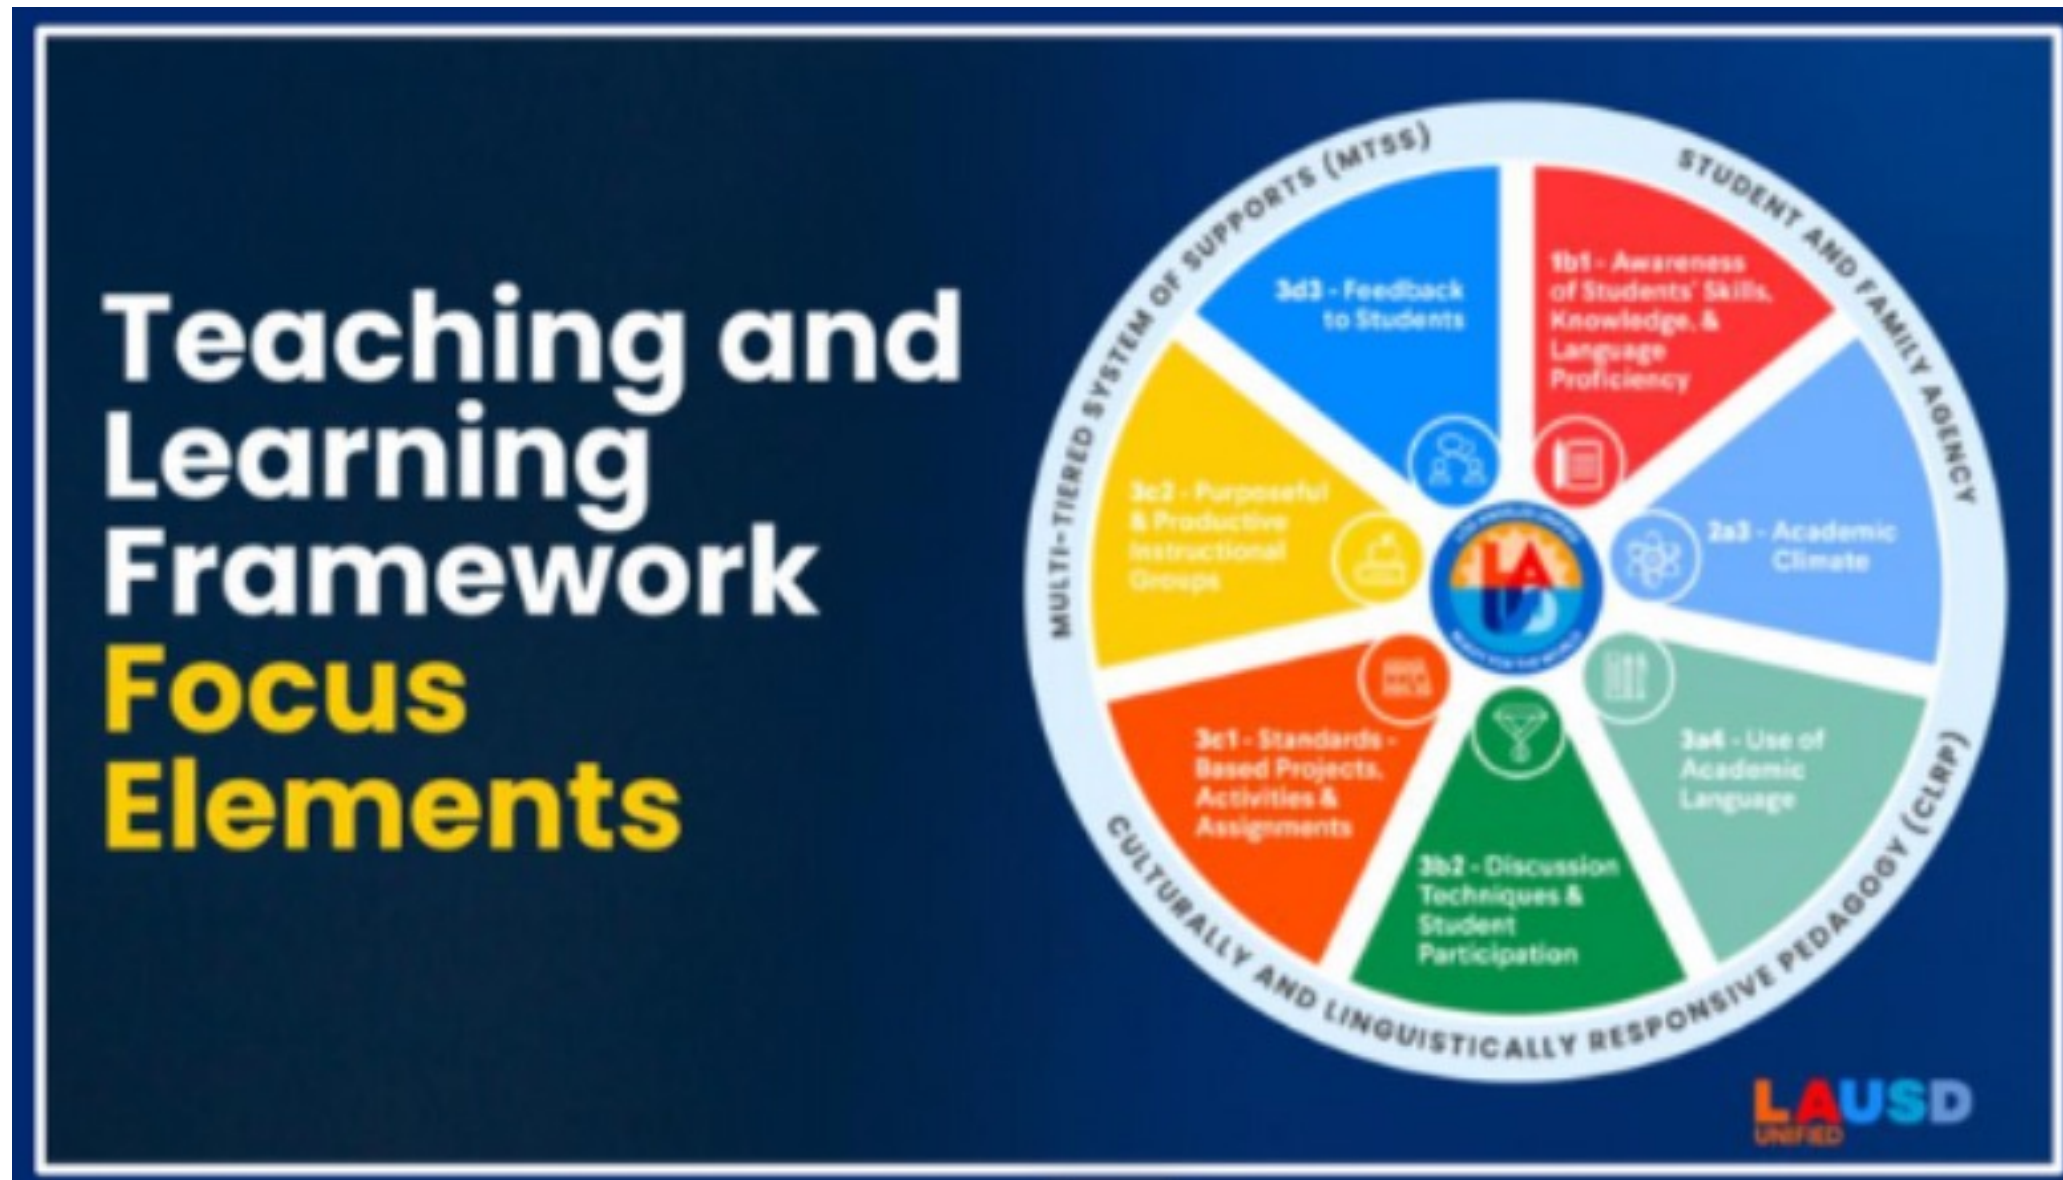 Teaching and
Learning
Framework
Focus
Elements
MULTI-TIERED SYSTEM OF SUPPORTS (MTSS)
STUDENT AND FAMILY AGENCY
CULTURALLY AND LINGUISTICALLY RESPONSIVE PEDAGOGY (CLRP)
1b1 - Awareness
of Students' Skills,
Knowledge, &
Language
Proficiency
2a3 - Academic
Climate
3a4 - Use of
Academic
Language
3b2 - Discussion
Techniques &
Student
Participation
3c1 - Standards -
Based Projects,
Activities &
Assignments
3c2 - Purposeful
& Productive
Instructional
Groups
3d3 - Feedback
to Students
LAUSD
UNIFIED